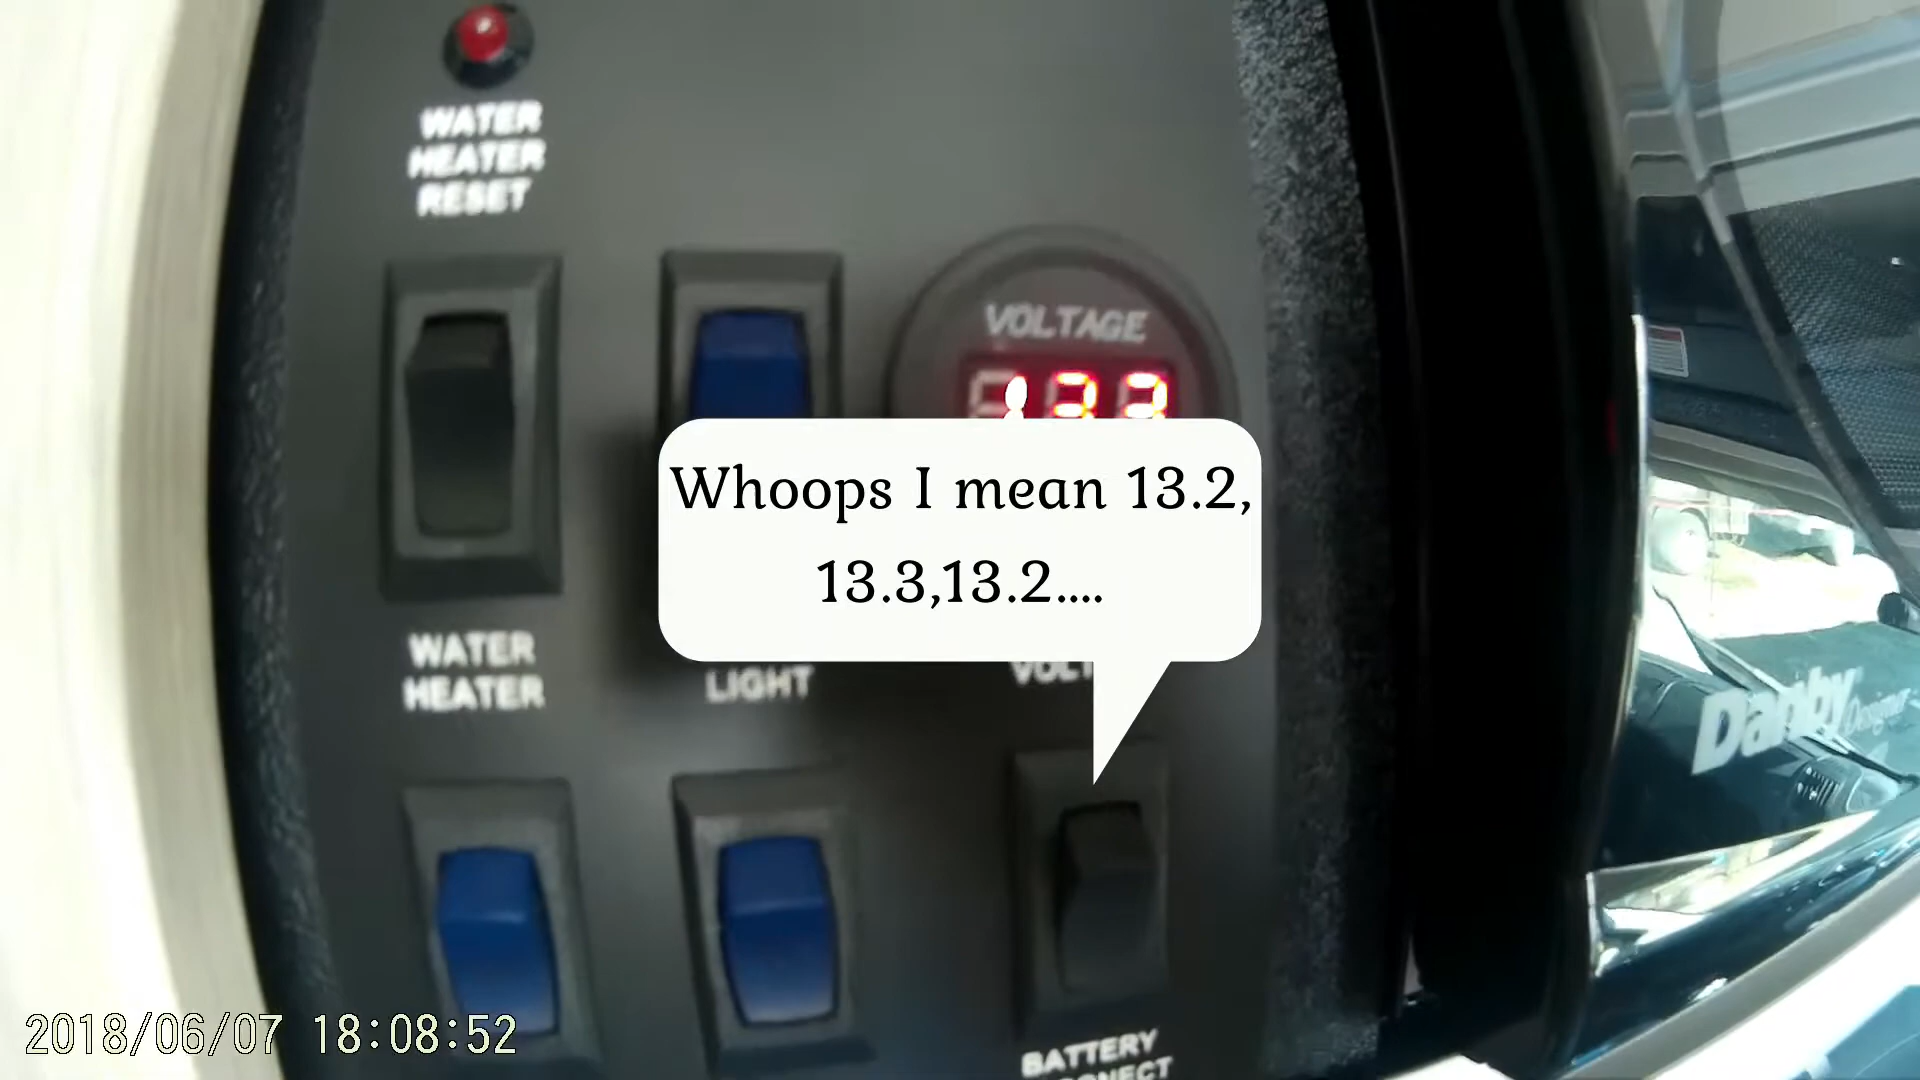 WATER
HEATER
RESET
VOLTAGE
Whoops I mean 13.2,
13.3,13.2....
WATER
HEATER
LIGHT
Danby
Designer
BATTERY
2018/06/07 18:08:52